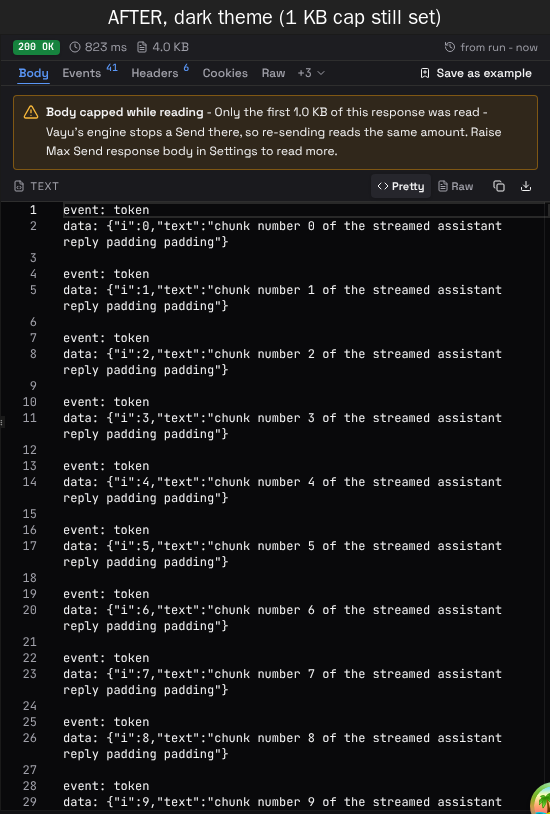 AFTER, dark theme (1 KB cap still set)
200 OK 823 ms 4.0 KB from run - now
Body Events 41 Headers 6 Cookies Raw +3 Save as example
Body capped while reading - Only the first 1.0 KB of this response was read -
Vayu's engine stops a Send there, so re-sending reads the same amount. Raise
Max Send response body in Settings to read more.
TEXT Pretty Raw
1 event: token
2 data: {"i":0,"text":"chunk number 0 of the streamed assistant
reply padding padding"}
3
4 event: token
5 data: {"i":1,"text":"chunk number 1 of the streamed assistant
reply padding padding"}
6
7 event: token
8 data: {"i":2,"text":"chunk number 2 of the streamed assistant
reply padding padding"}
9
10 event: token
11 data: {"i":3,"text":"chunk number 3 of the streamed assistant
reply padding padding"}
12
13 event: token
14 data: {"i":4,"text":"chunk number 4 of the streamed assistant
reply padding padding"}
15
16 event: token
17 data: {"i":5,"text":"chunk number 5 of the streamed assistant
reply padding padding"}
18
19 event: token
20 data: {"i":6,"text":"chunk number 6 of the streamed assistant
reply padding padding"}
21
22 event: token
23 data: {"i":7,"text":"chunk number 7 of the streamed assistant
reply padding padding"}
24
25 event: token
26 data: {"i":8,"text":"chunk number 8 of the streamed assistant
reply padding padding"}
27
28 event: token
29 data: {"i":9,"text":"chunk number 9 of the streamed assistant